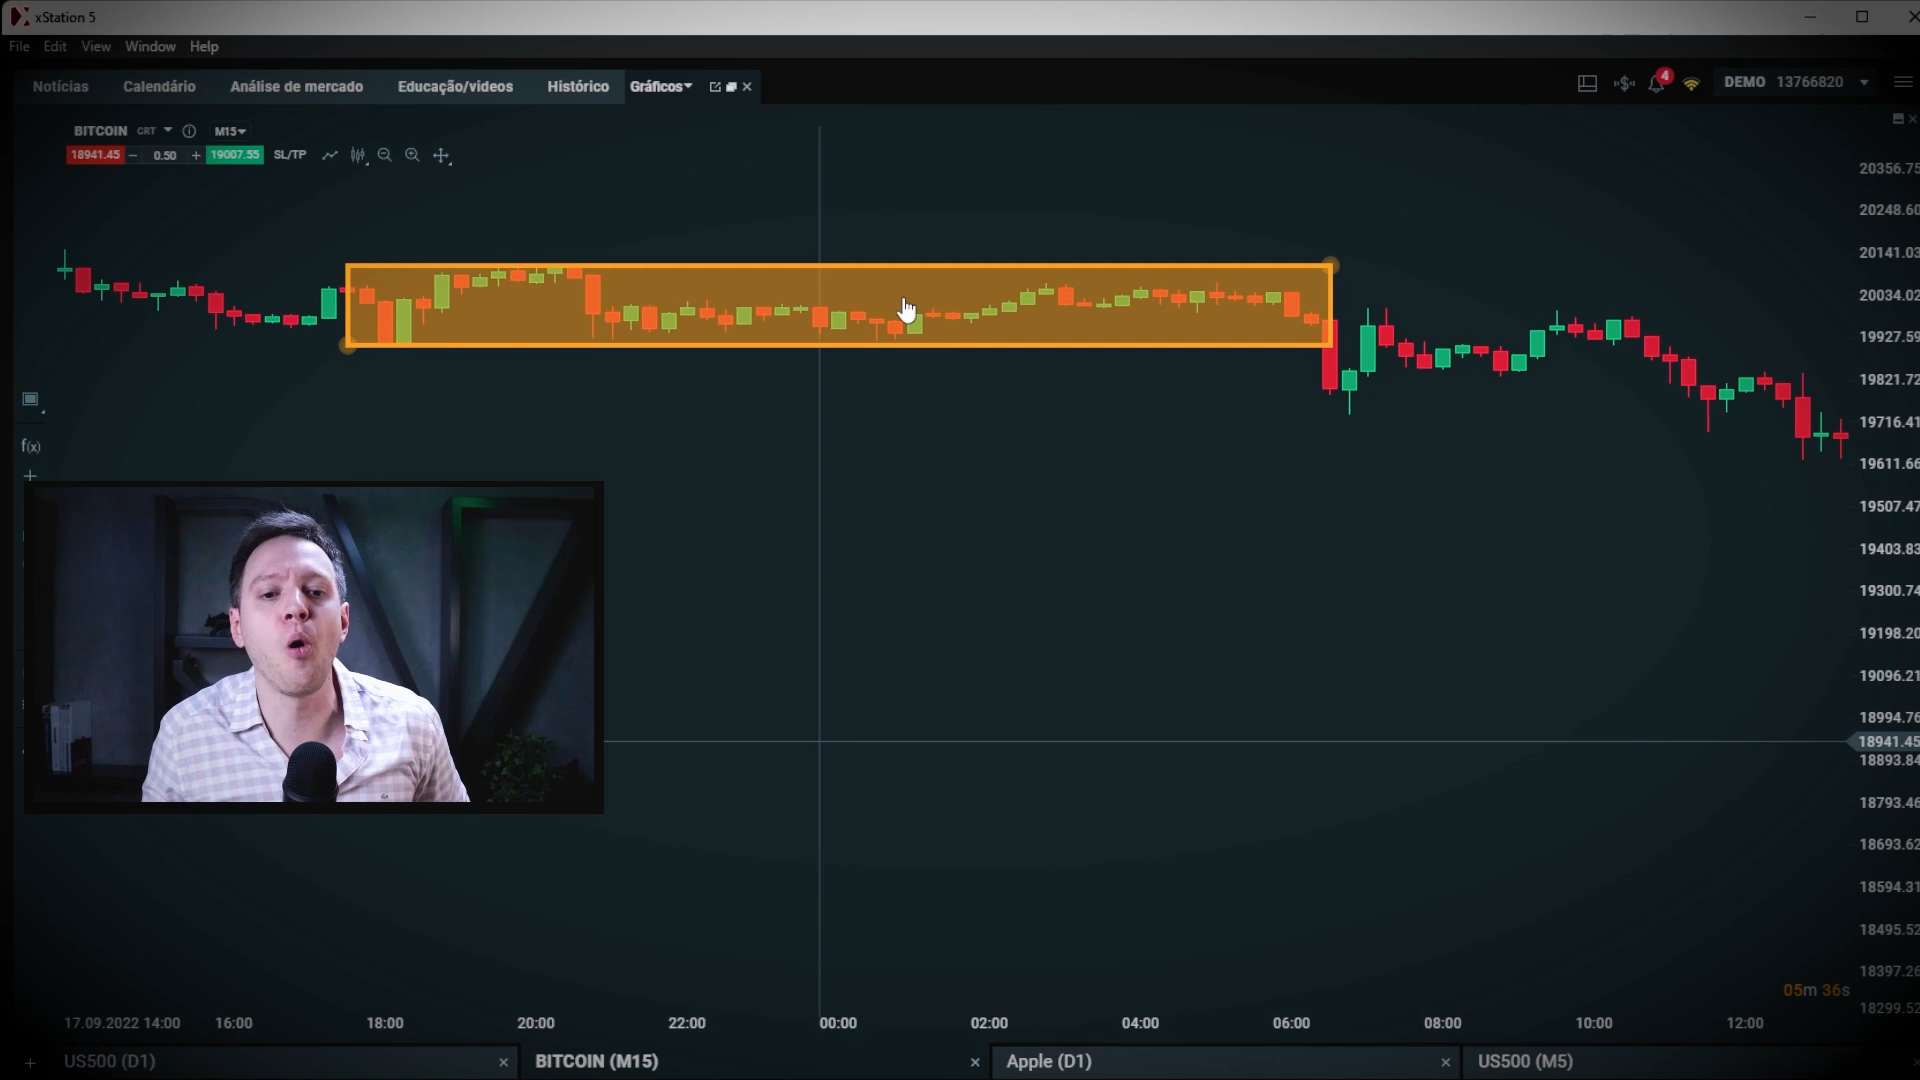 xStation 5
File Edit View Window Help
Notícias Calendário Análise de mercado Educação/videos Histórico Gráficos
4
DEMO 13766820
BITCOIN CRT M15
18941.45 − 0.50 + 19007.55 SL/TP
20356.75
20248.60
20141.03
20034.02
19927.59
19821.72
19716.41
19611.66
19507.47
19403.83
19300.74
19198.20
19096.21
18994.76
18941.45
18893.84
18793.46
18693.62
18594.31
18495.52
18397.26
18299.52
f(x)
05m 36s
17.09.2022 14:00 16:00 18:00 20:00 22:00 00:00 02:00 04:00 06:00 08:00 10:00 12:00
+ US500 (D1) × BITCOIN (M15) × Apple (D1) × US500 (M5)